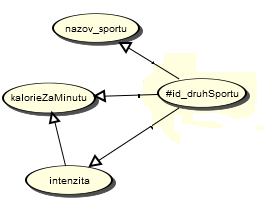 nazov_sportu
kalorieZaMinutu
#id_druhSportu
intenzita